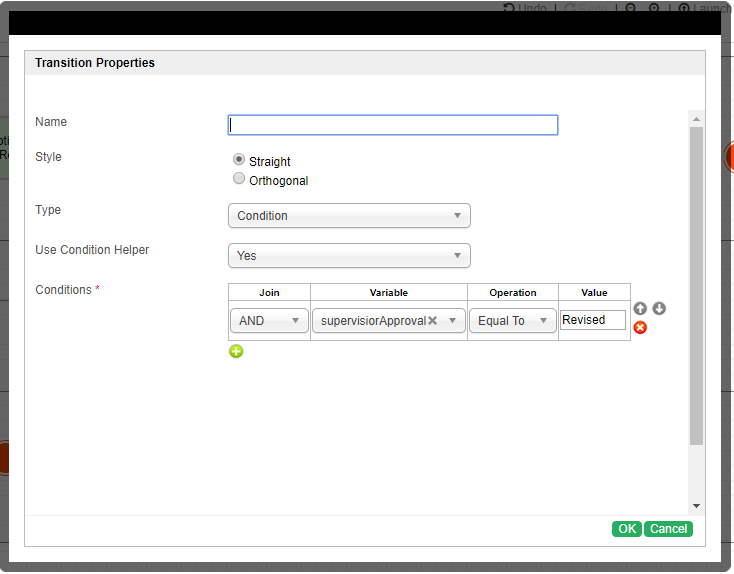 Undo | Redo | | Launch
Transition Properties
Name
Style
Straight
Orthogonal
Type
Condition
Use Condition Helper
Yes
Conditions *
Join Variable Operation Value
AND supervisiorApproval Equal To Revised
OK Cancel